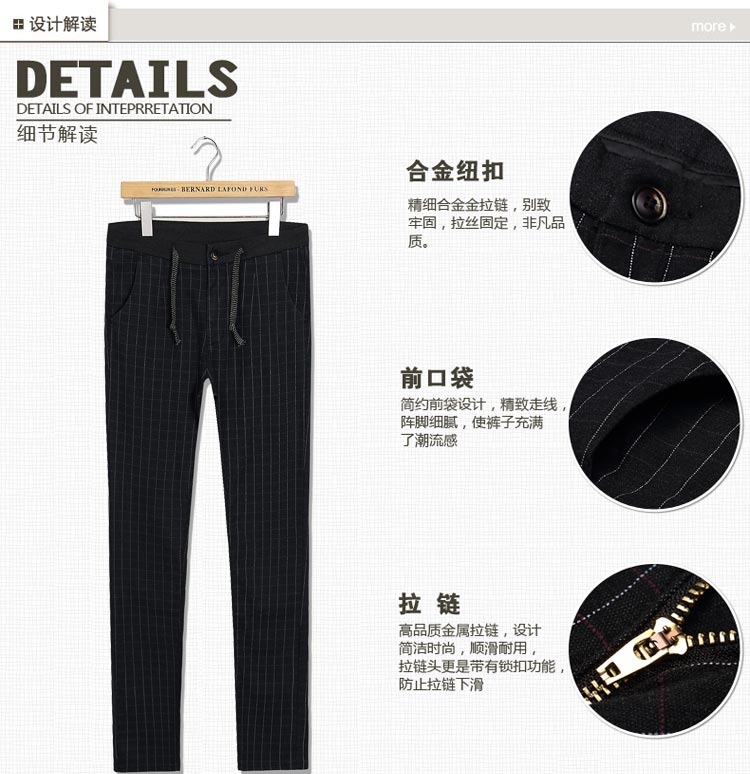 设计解读
more
DETAILS
DETAILS OF INTEPRRETATION
细节解读
BERNARD LAFOND FURS
合金纽扣
精细合金金拉链，别致
牢固，拉丝固定，非凡品
质。
前口袋
简约前袋设计，精致走线，
阵脚细腻，使裤子充满
了潮流感
拉 链
高品质金属拉链，设计
简洁时尚，顺滑耐用，
拉链头更是带有锁扣功能，
防止拉链下滑